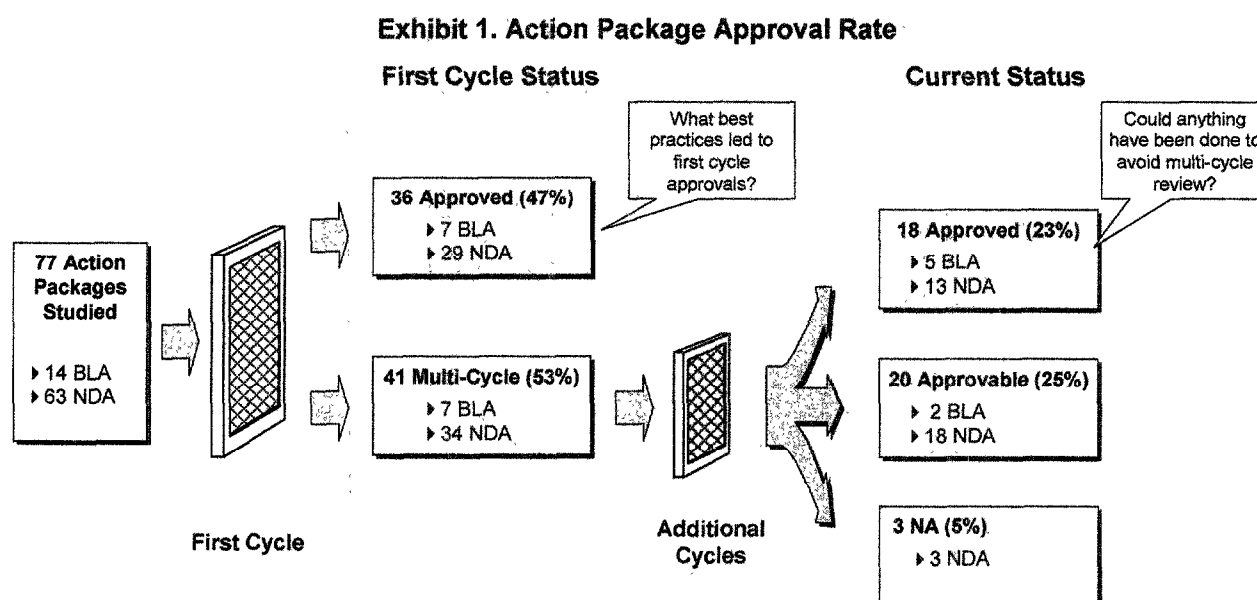 Exhibit 1. Action Package Approval Rate
First Cycle Status
Current Status
What best
practices led to
first cycle
approvals?
Could anything
have been done to
avoid multi-cycle
review?
77 Action
Packages
Studied
14 BLA
63 NDA
36 Approved (47%)
7 BLA
29 NDA
41 Multi-Cycle (53%)
7 BLA
34 NDA
18 Approved (23%)
5 BLA
13 NDA
20 Approvable (25%)
2 BLA
18 NDA
3 NA (5%)
3 NDA
First Cycle
Additional
Cycles